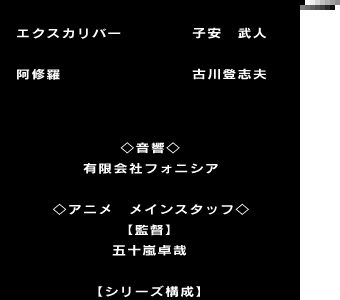 エクスカリバー　子安　武人
阿修羅　古川登志夫
◇音響◇
有限会社フォニシア
◇アニメ　メインスタッフ◇
【監督】
五十嵐卓哉
【シリーズ構成】